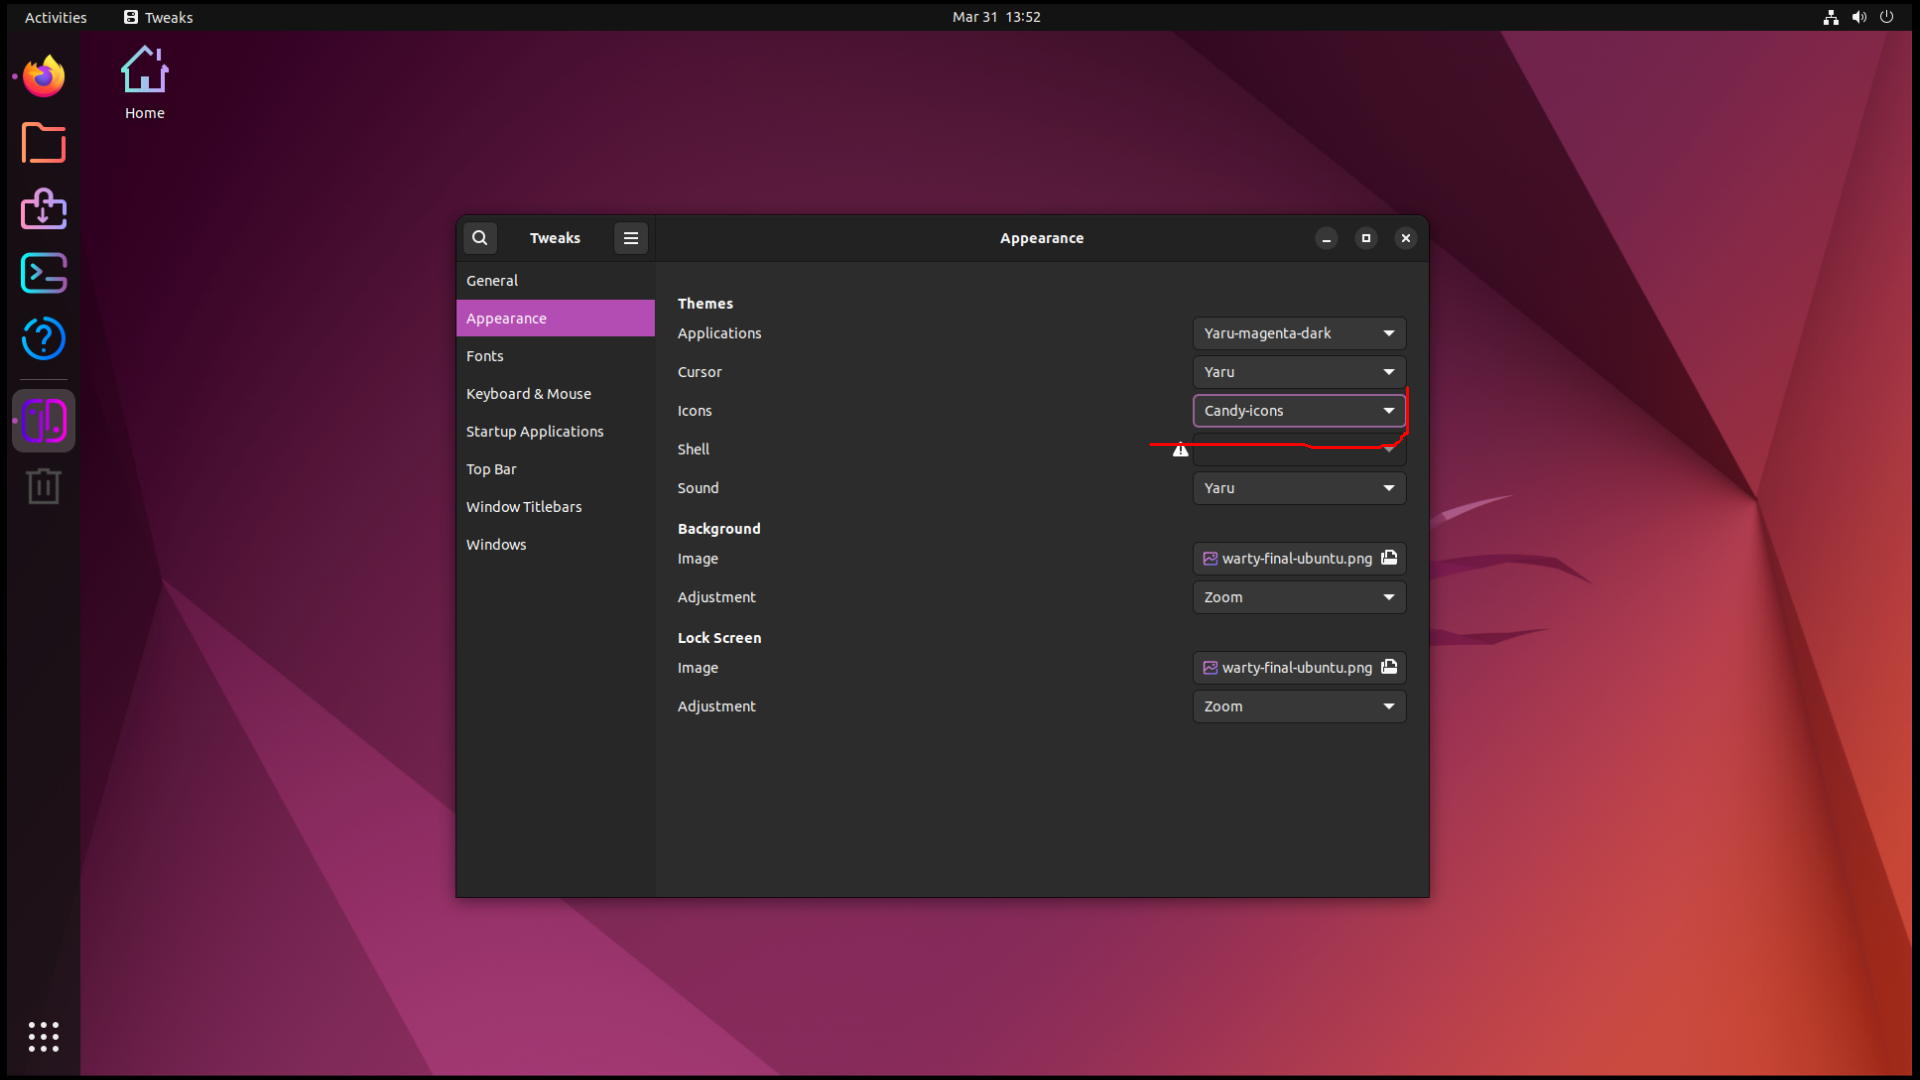 Activities Tweaks Mar 31 13:52
Home
Tweaks Appearance
General
Appearance
Fonts
Keyboard & Mouse
Startup Applications
Top Bar
Window Titlebars
Windows
Themes
Applications Yaru-magenta-dark
Cursor Yaru
Icons Candy-icons
Shell
Sound Yaru
Background
Image warty-final-ubuntu.png
Adjustment Zoom
Lock Screen
Image warty-final-ubuntu.png
Adjustment Zoom